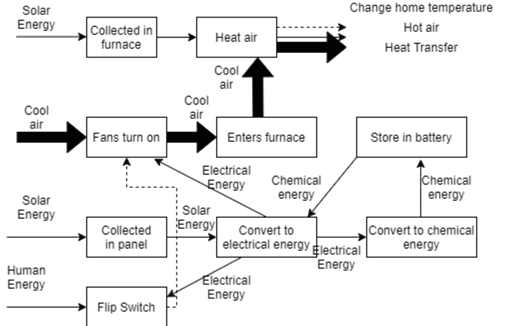 Solar
Energy
Collected in
furnace
Heat air
Change home temperature
Hot air
Heat Transfer
Cool
air
Cool
air
Cool
air
Fans turn on
Enters furnace
Store in battery
Electrical
Energy
Chemical
energy
Chemical
energy
Solar
Energy
Collected
in panel
Solar
Energy
Convert to
electrical energy
Electrical
Energy
Convert to chemical
energy
Human
Energy
Flip Switch
Electrical
Energy